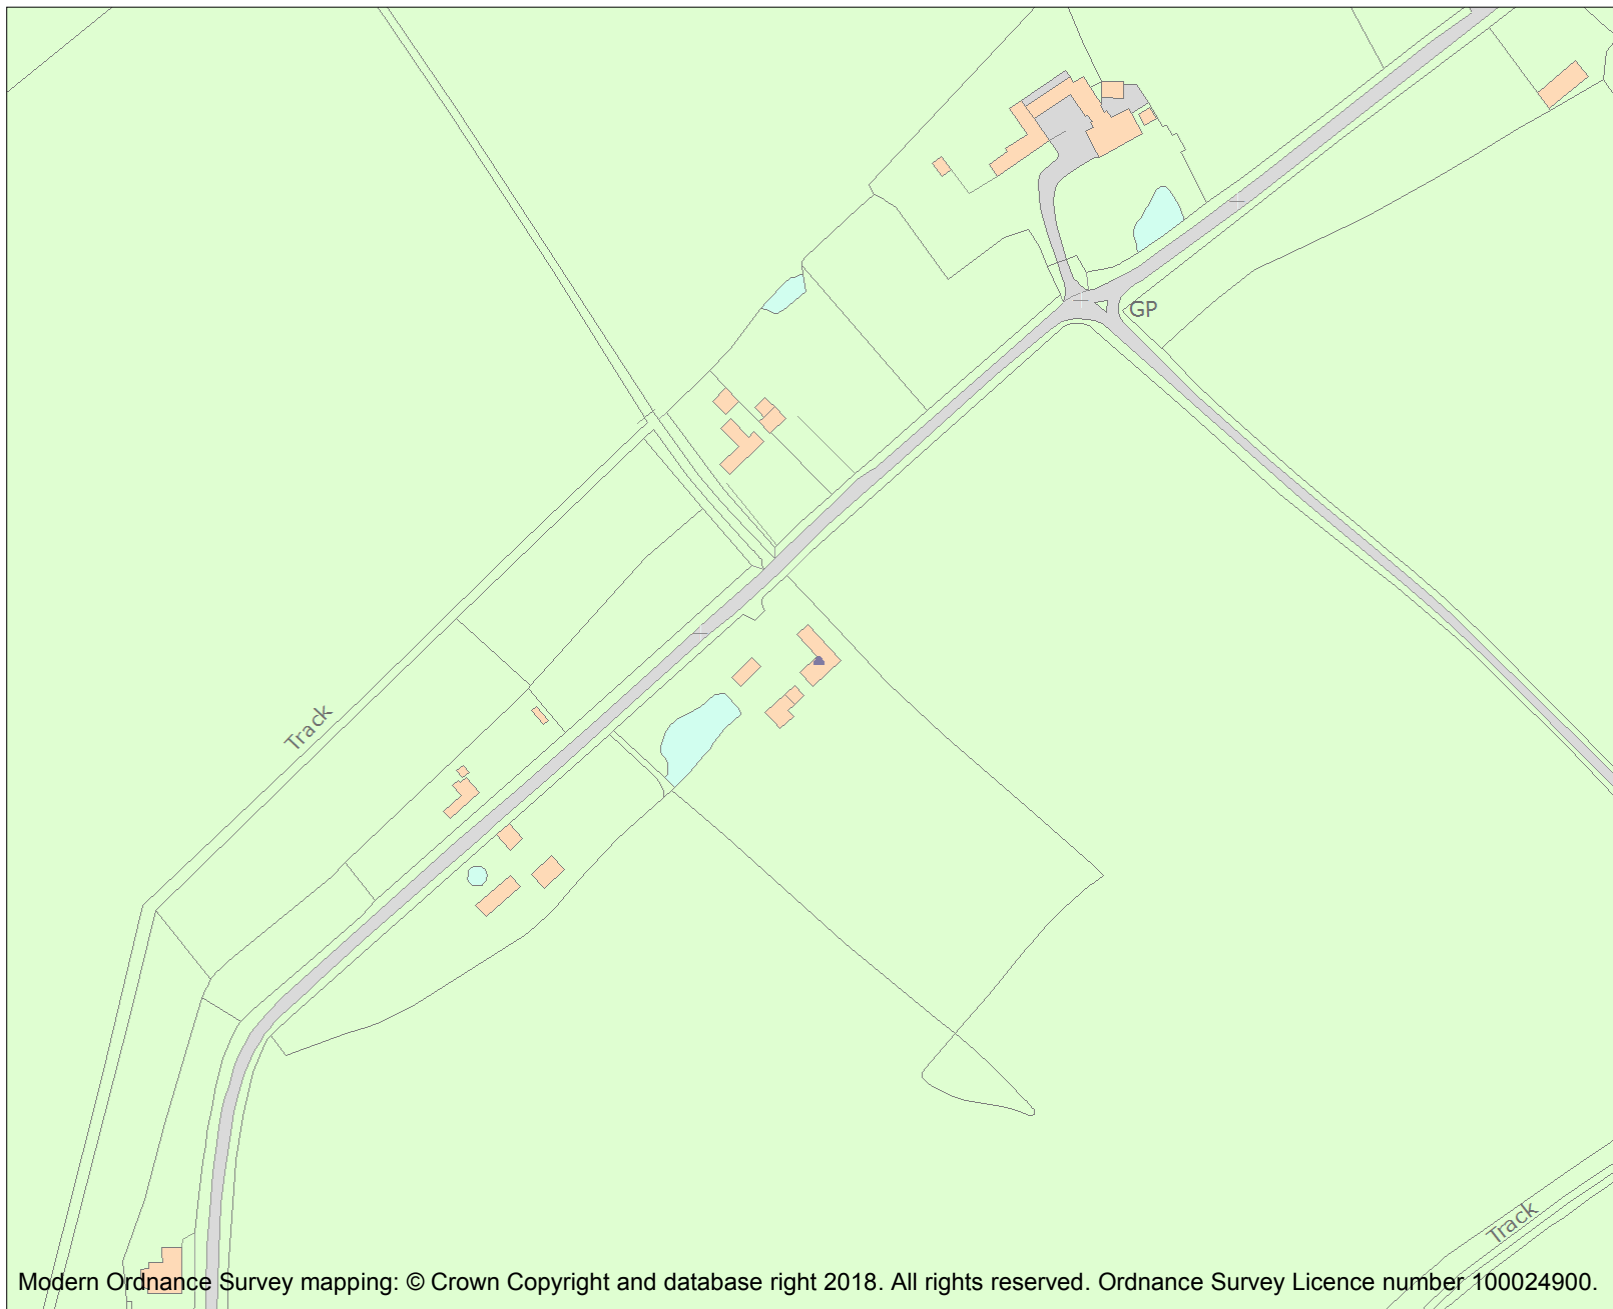 GP
Track
Track
Modern Ordnance Survey mapping: © Crown Copyright and database right 2018. All rights reserved. Ordnance Survey Licence number 100024900.